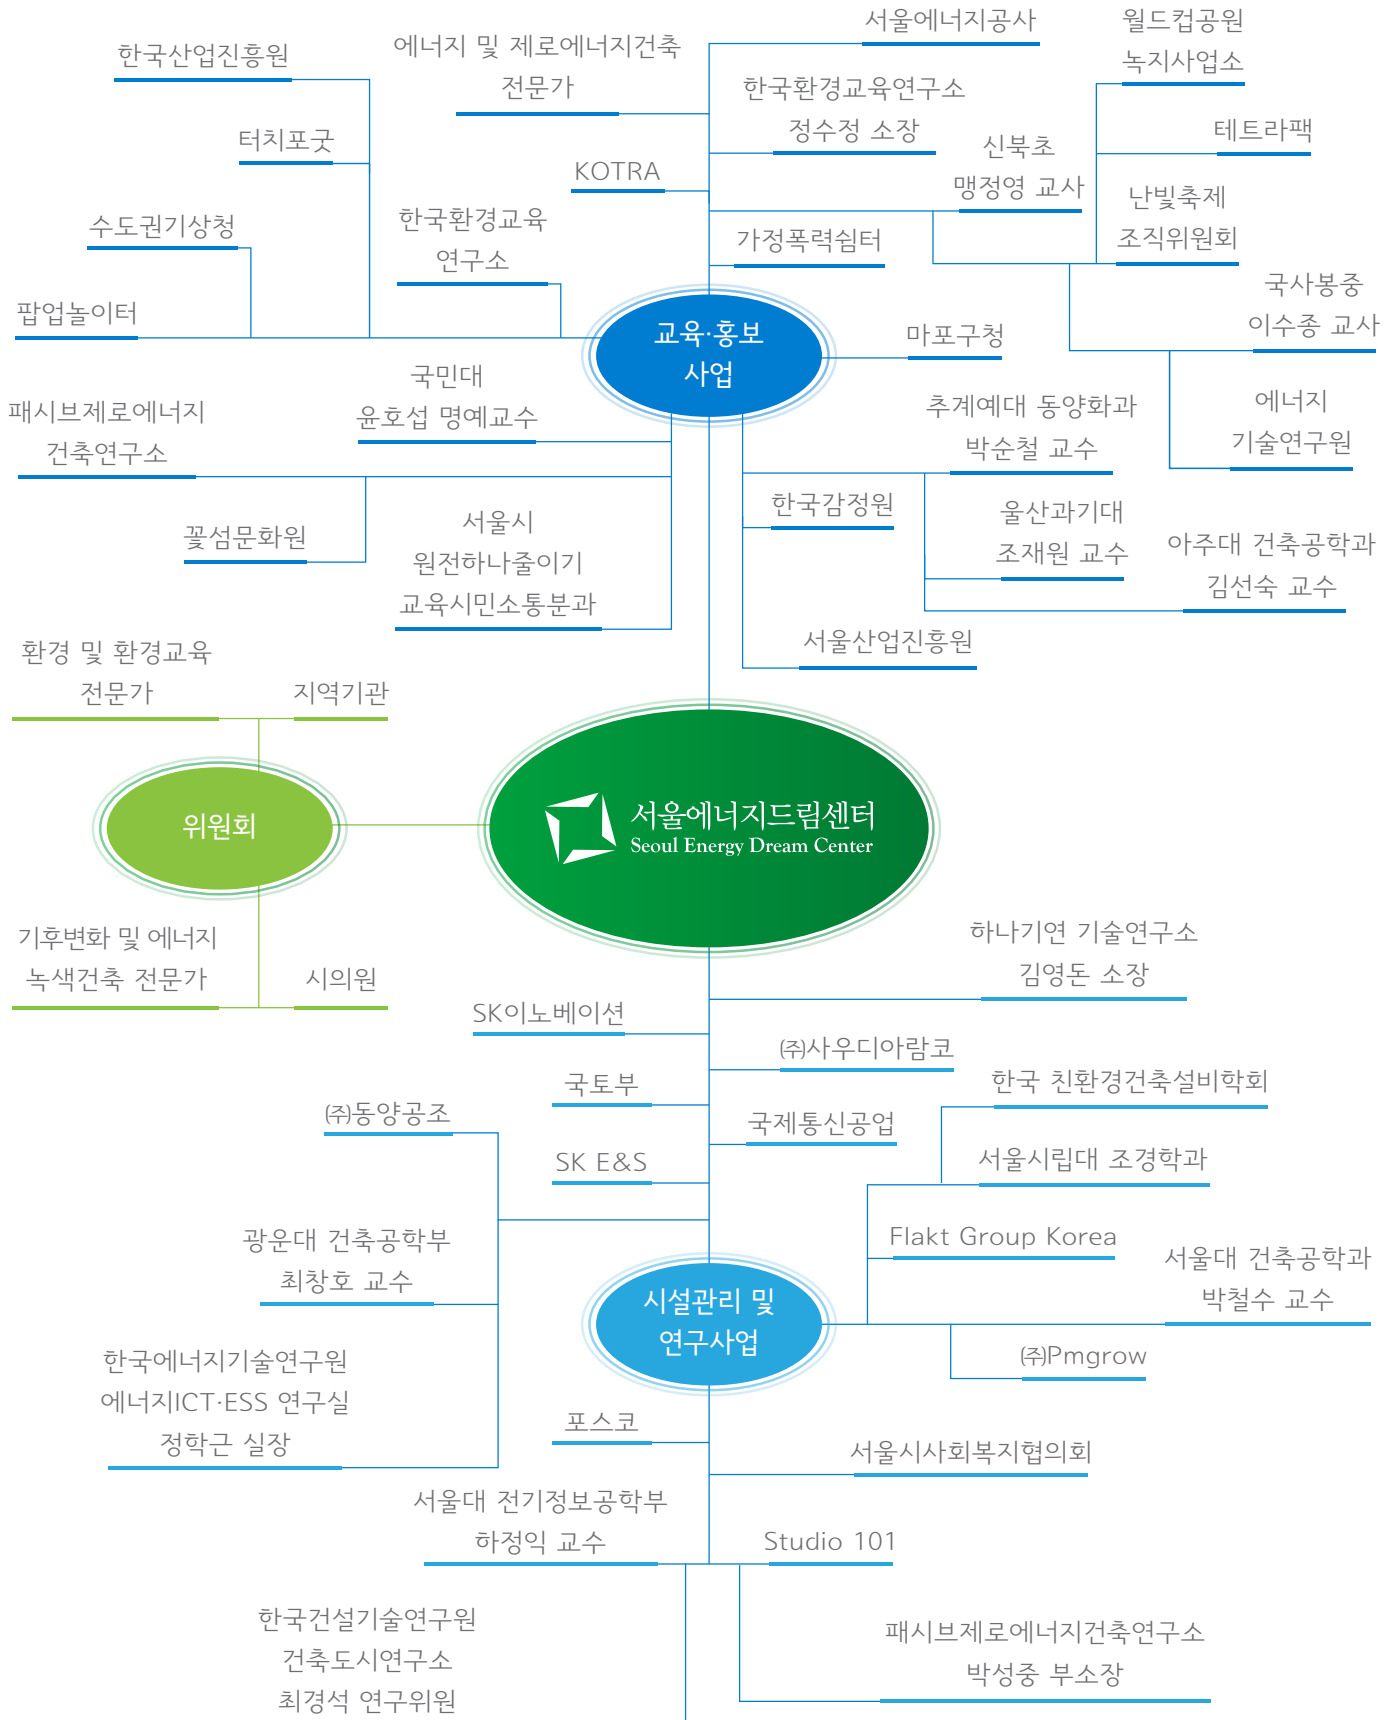 서울에너지공사
월드컵공원
녹지사업소
한국산업진흥원
에너지 및 제로에너지건축
전문가
한국환경교육연구소
정수정 소장
터치포굿
KOTRA
신북초
맹정영 교사
테트라팩
수도권기상청
한국환경교육
연구소
가정폭력쉼터
난빛축제
조직위원회
팝업놀이터
교육·홍보
사업
마포구청
국사봉중
이수종 교사
국민대
윤호섭 명예교수
패시브제로에너지
건축연구소
추계예대 동양화과
박순철 교수
에너지
기술연구원
꽃섬문화원
서울시
원전하나줄이기
교육시민소통분과
한국감정원
울산과기대
조재원 교수
아주대 건축공학과
김선숙 교수
서울산업진흥원
환경 및 환경교육
전문가
지역기관
위원회
서울에너지드림센터
Seoul Energy Dream Center
기후변화 및 에너지
녹색건축 전문가
시의원
하나기연 기술연구소
김영돈 소장
SK이노베이션
㈜사우디아람코
국토부
한국 친환경건축설비학회
㈜동양공조
국제통신공업
SK E&S
서울시립대 조경학과
광운대 건축공학부
최창호 교수
Flakt Group Korea
서울대 건축공학과
박철수 교수
시설관리 및
연구사업
한국에너지기술연구원
에너지ICT·ESS 연구실
정학근 실장
㈜Pmgrow
포스코
서울시사회복지협의회
서울대 전기정보공학부
하정익 교수
Studio 101
한국건설기술연구원
건축도시연구소
최경석 연구위원
패시브제로에너지건축연구소
박성중 부소장